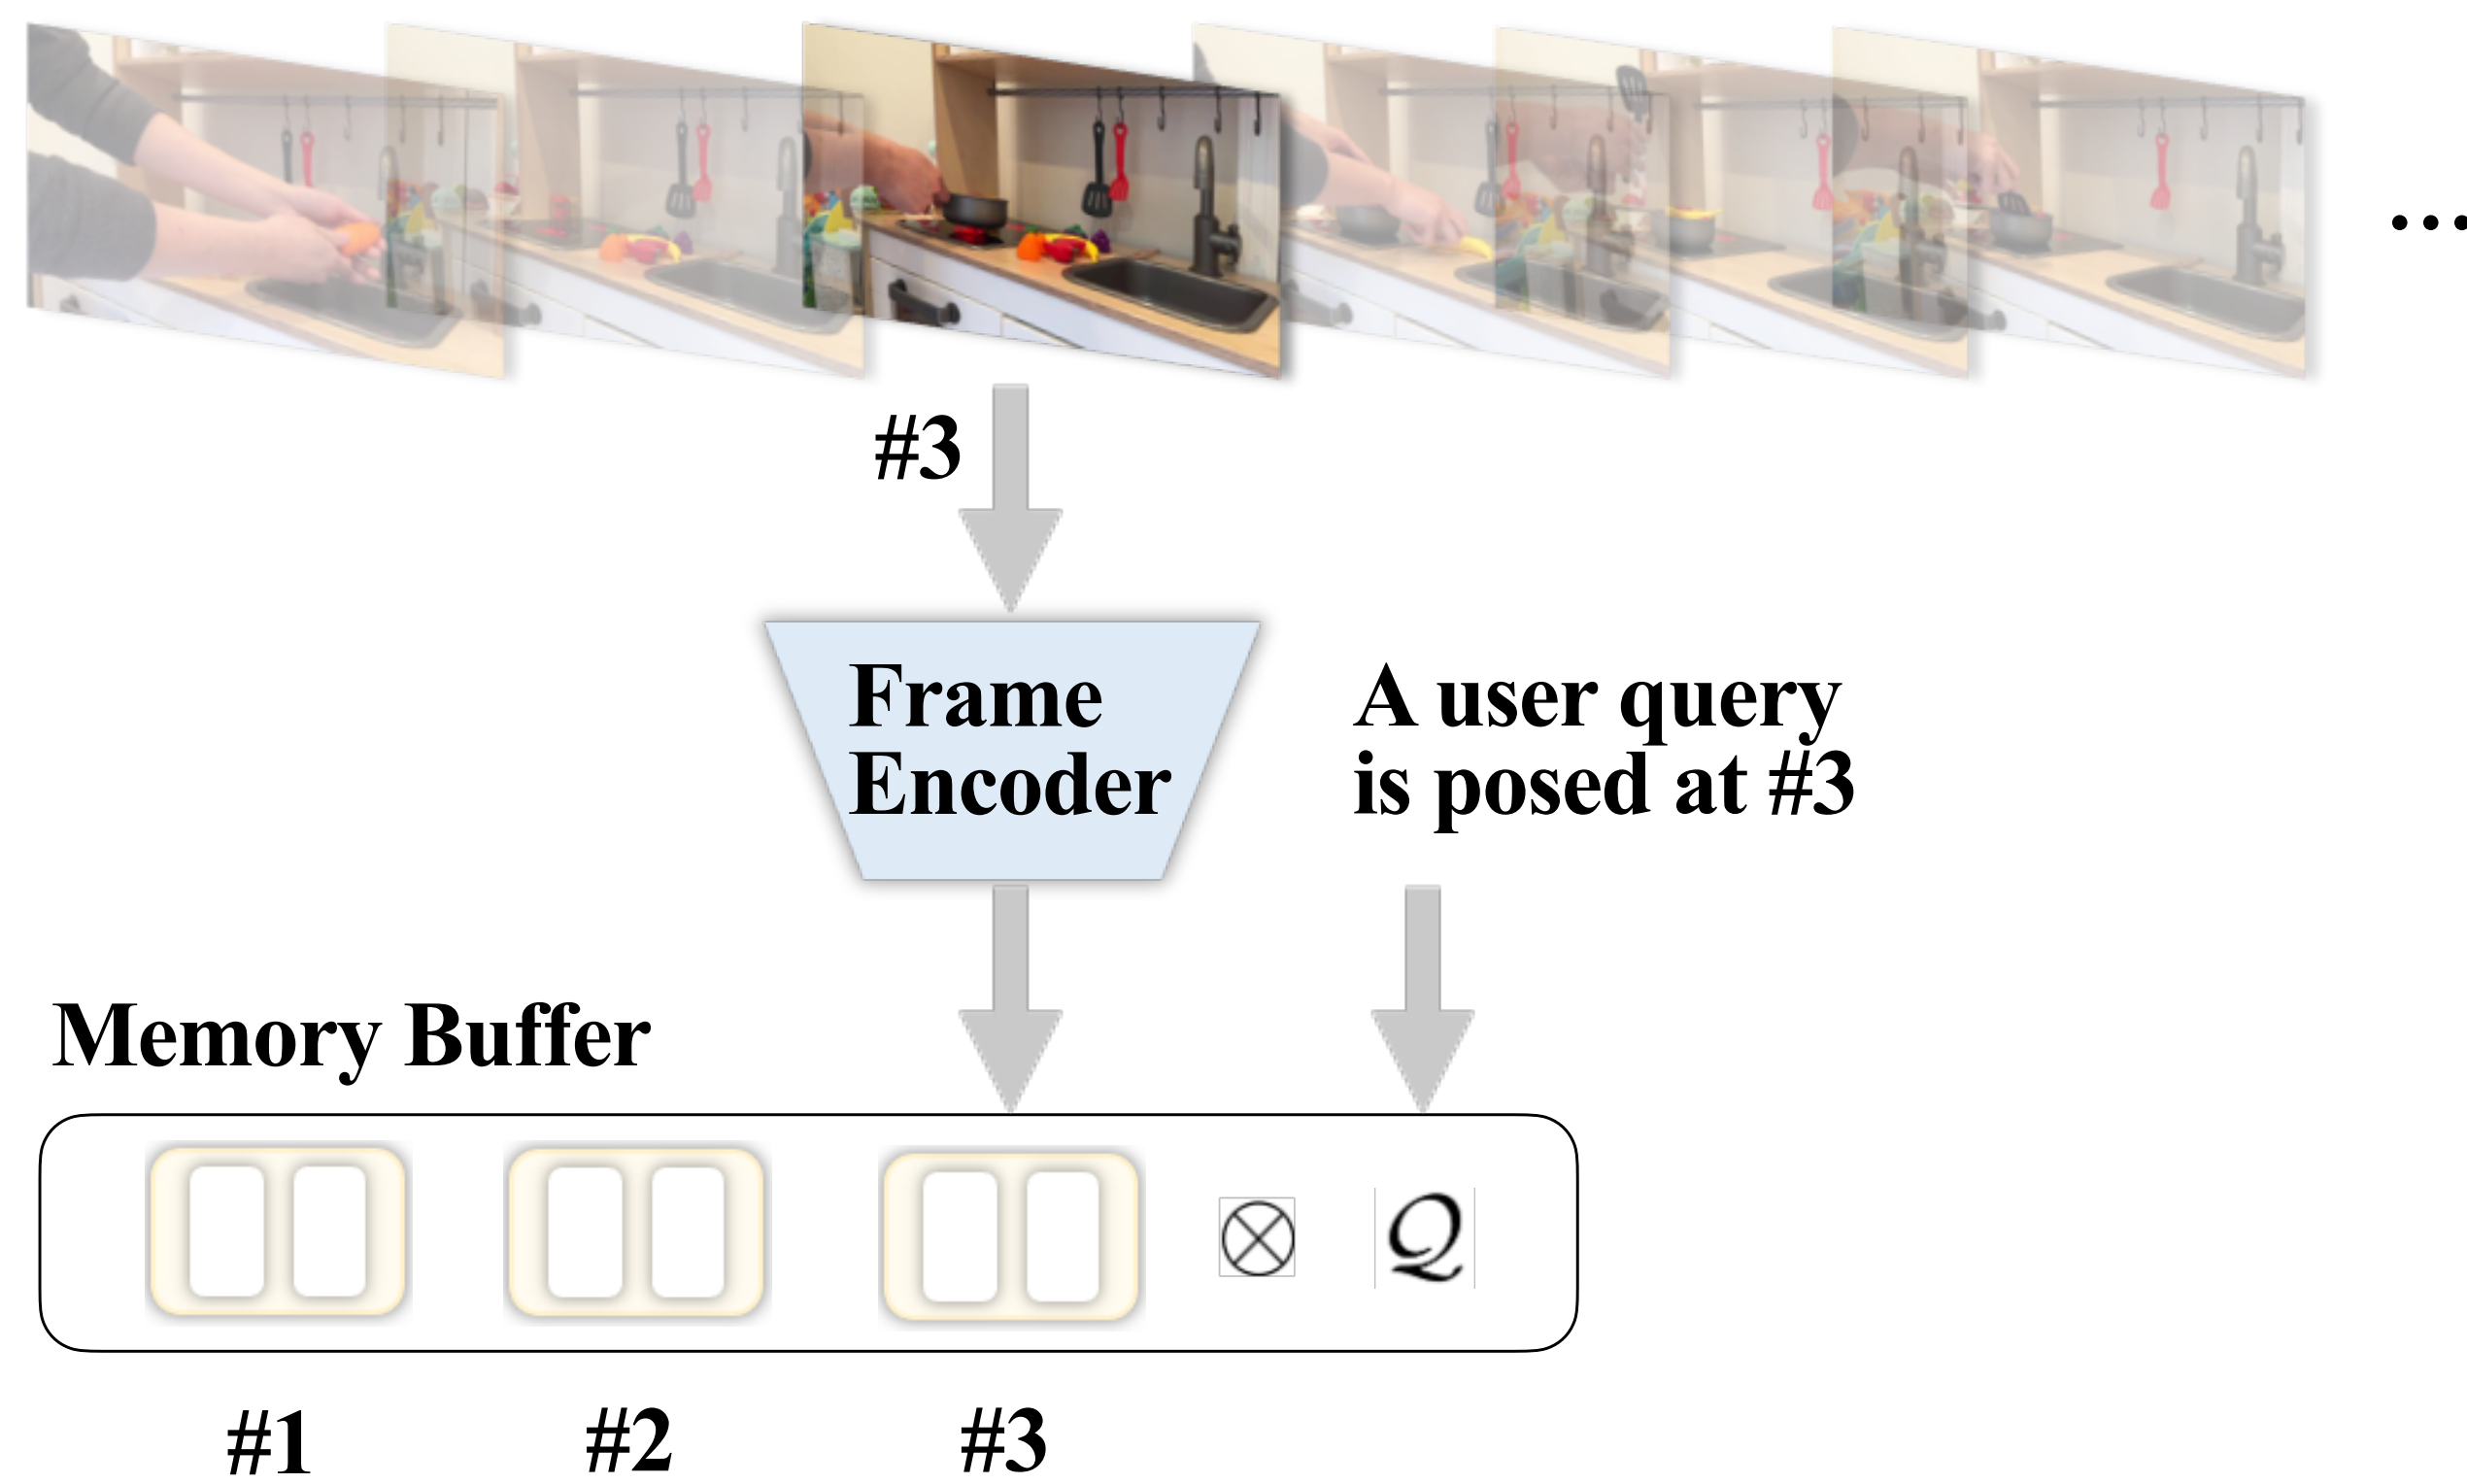 ...
#3
Frame
Encoder
A user query
is posed at #3
Memory Buffer
Q
#1
#2
#3